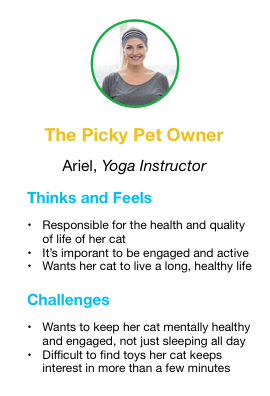 The Picky Pet Owner
Ariel, Yoga Instructor
Thinks and Feels
• Responsible for the health and quality
of life of her cat
• It's imporant to be engaged and active
• Wants her cat to live a long, healthy life
Challenges
• Wants to keep her cat mentally healthy
and engaged, not just sleeping all day
• Difficult to find toys her cat keeps
interest in more than a few minutes